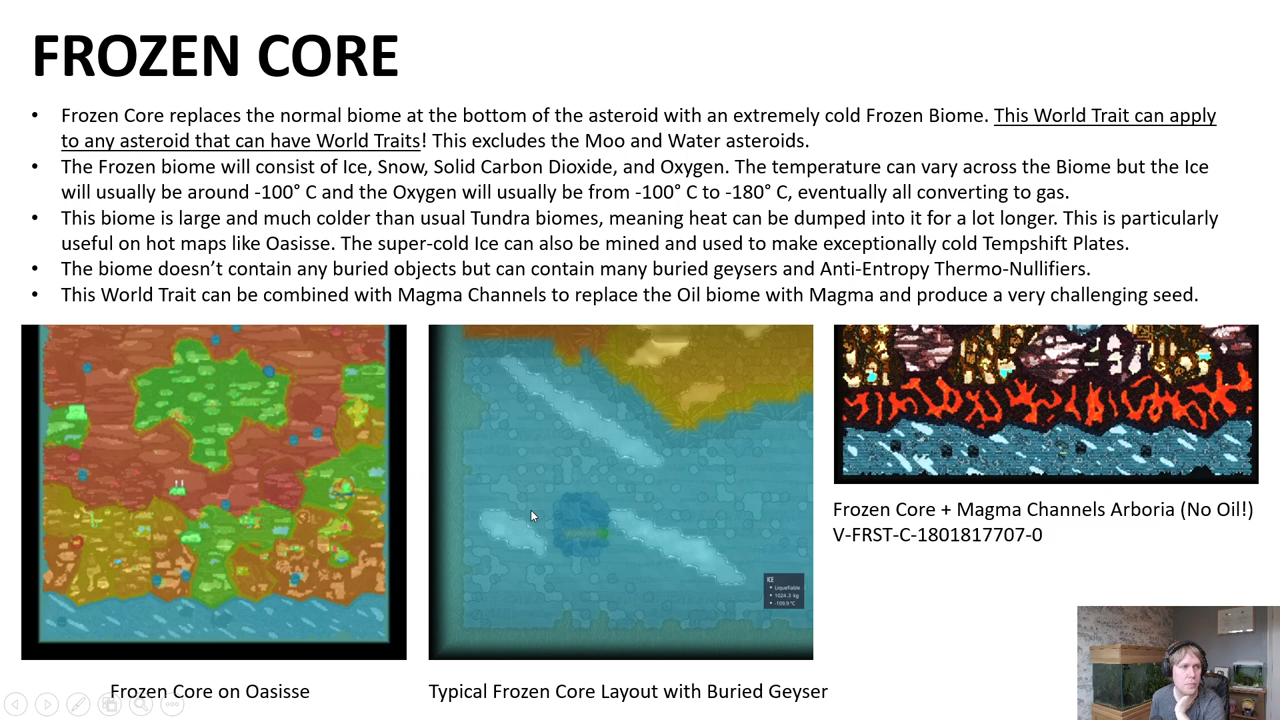 FROZEN CORE
• Frozen Core replaces the normal biome at the bottom of the asteroid with an extremely cold Frozen Biome. This World Trait can apply
to any asteroid that can have World Traits! This excludes the Moo and Water asteroids.
• The Frozen biome will consist of Ice, Snow, Solid Carbon Dioxide, and Oxygen. The temperature can vary across the Biome but the Ice
will usually be around -100° C and the Oxygen will usually be from -100° C to -180° C, eventually all converting to gas.
• This biome is large and much colder than usual Tundra biomes, meaning heat can be dumped into it for a lot longer. This is particularly
useful on hot maps like Oasisse. The super-cold Ice can also be mined and used to make exceptionally cold Tempshift Plates.
• The biome doesn’t contain any buried objects but can contain many buried geysers and Anti-Entropy Thermo-Nullifiers.
• This World Trait can be combined with Magma Channels to replace the Oil biome with Magma and produce a very challenging seed.
ICE
• Liquefiable
• 1024.3 kg
• -109.9 °C
Frozen Core + Magma Channels Arboria (No Oil!)
V-FRST-C-1801817707-0
Frozen Core on Oasisse
Typical Frozen Core Layout with Buried Geyser